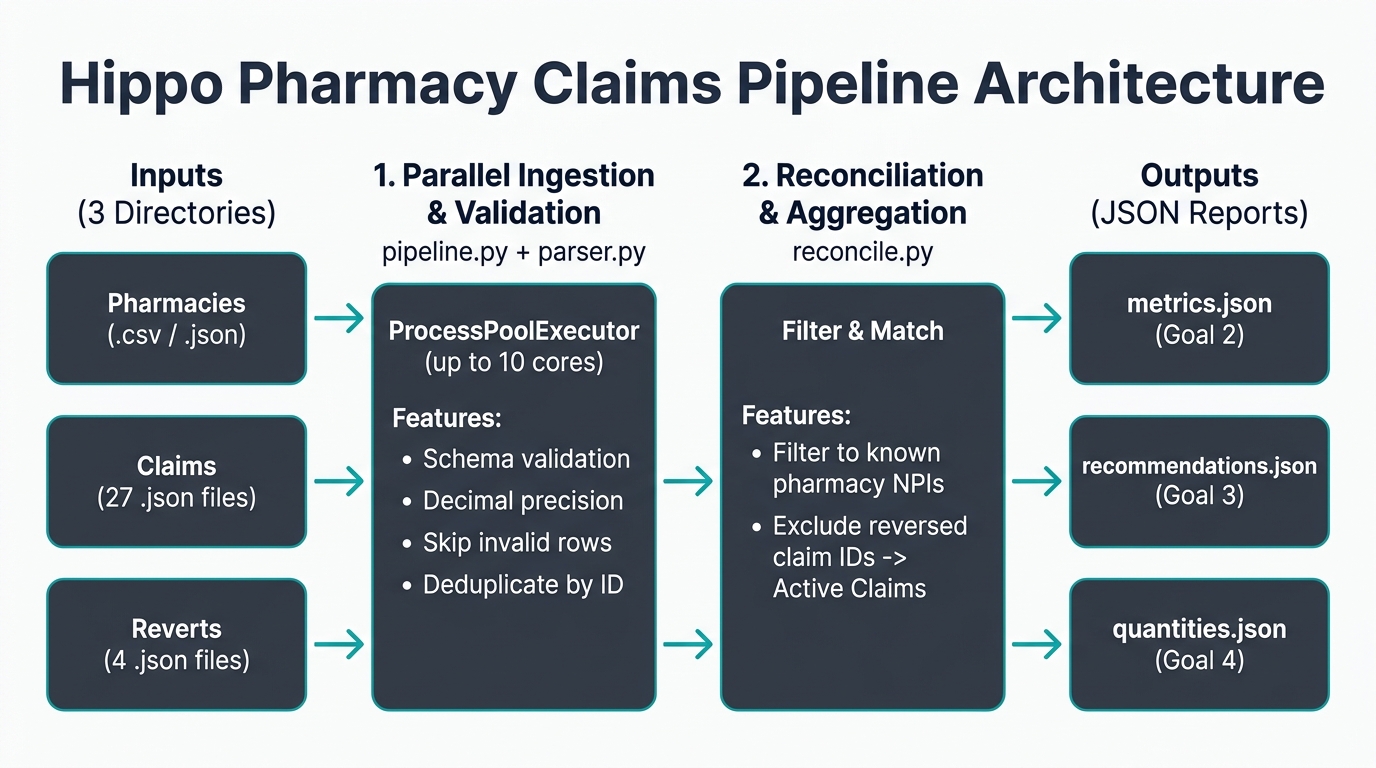 Hippo Pharmacy Claims Pipeline Architecture
Inputs
(3 Directories)
Pharmacies
(.csv / .json)
Claims
(27 .json files)
Reverts
(4 .json files)
1. Parallel Ingestion
& Validation
pipeline.py + parser.py
ProcessPoolExecutor
(up to 10 cores)
Features:
• Schema validation
• Decimal precision
• Skip invalid rows
• Deduplicate by ID
2. Reconciliation
& Aggregation
reconcile.py
Filter & Match
Features:
• Filter to known
pharmacy NPIs
• Exclude reversed
claim IDs ->
Active Claims
Outputs
(JSON Reports)
metrics.json
(Goal 2)
recommendations.json
(Goal 3)
quantities.json
(Goal 4)